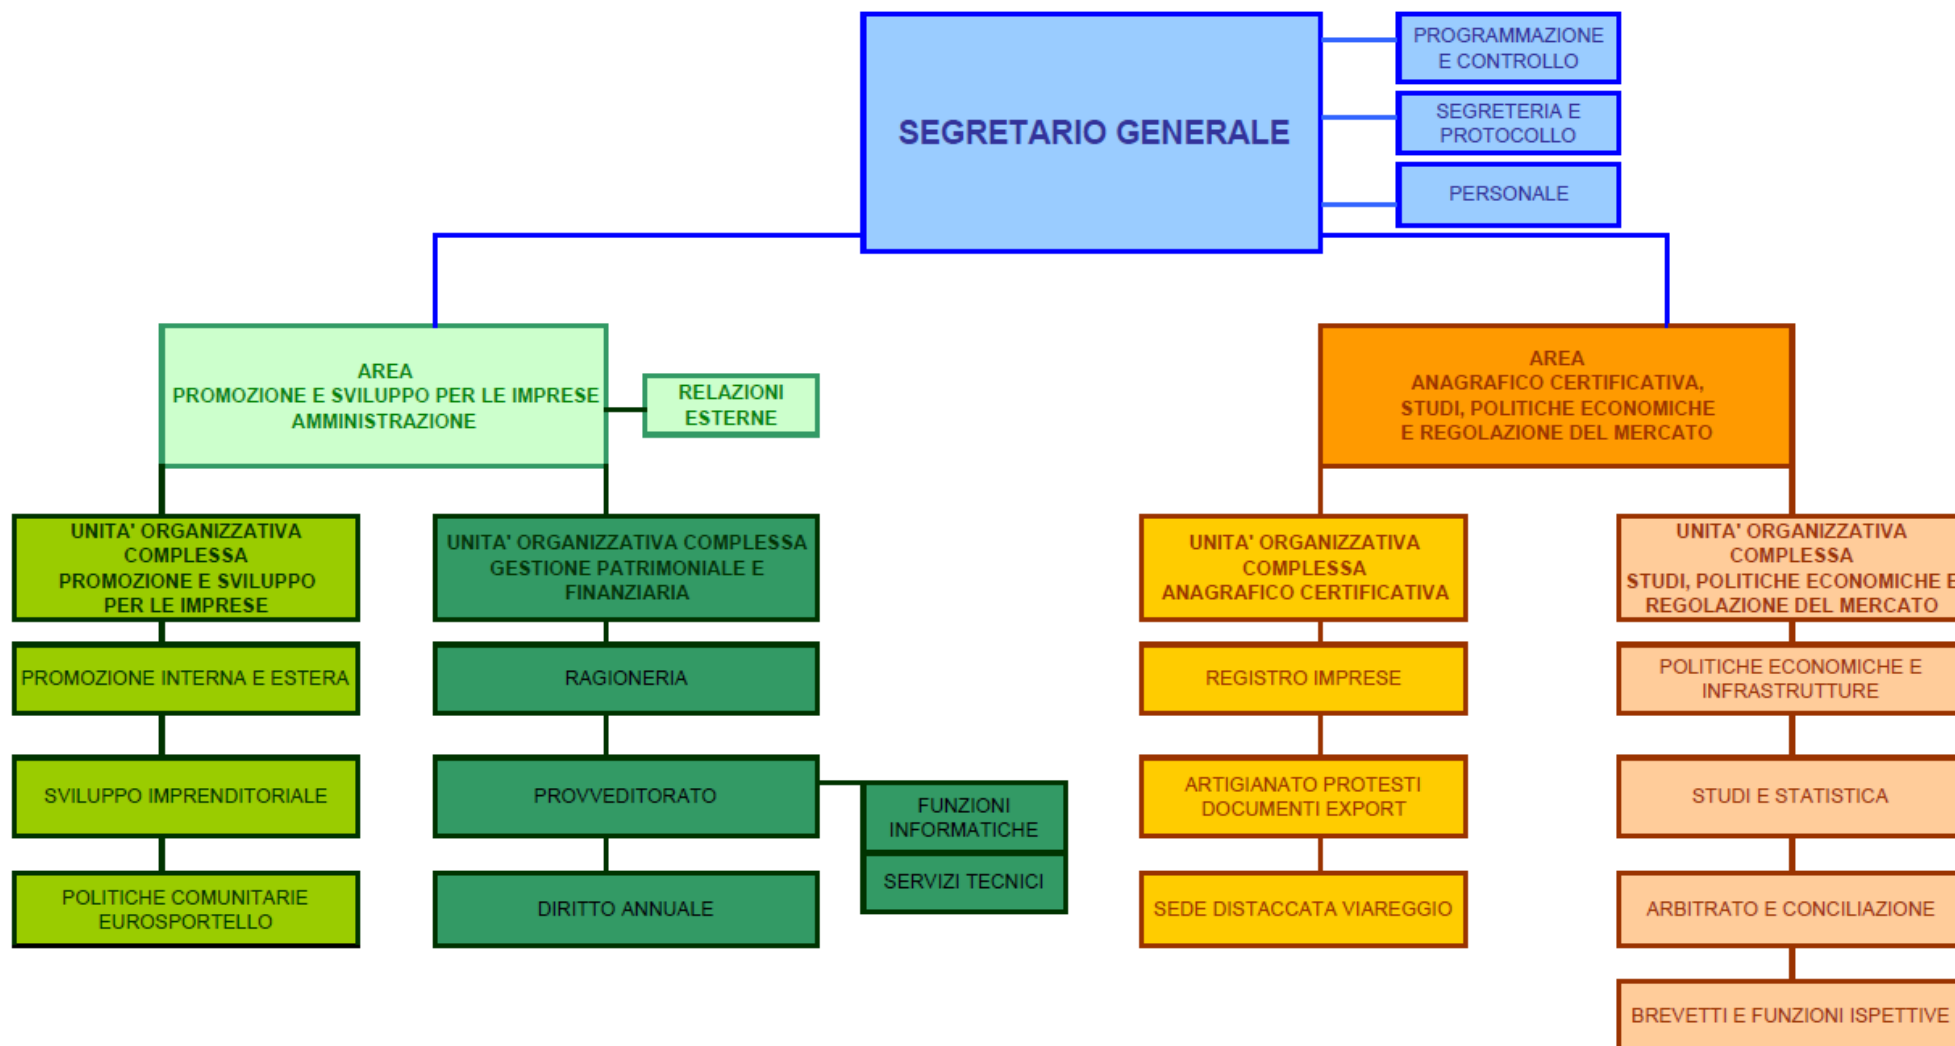 PROGRAMMAZIONE
E CONTROLLO
SEGRETARIO GENERALE
SEGRETERIA E
PROTOCOLLO
PERSONALE
AREA
PROMOZIONE E SVILUPPO PER LE IMPRESE
AMMINISTRAZIONE
RELAZIONI
ESTERNE
AREA
ANAGRAFICO CERTIFICATIVA,
STUDI, POLITICHE ECONOMICHE
E REGOLAZIONE DEL MERCATO
UNITA' ORGANIZZATIVA
COMPLESSA
PROMOZIONE E SVILUPPO
PER LE IMPRESE
UNITA' ORGANIZZATIVA COMPLESSA
GESTIONE PATRIMONIALE E
FINANZIARIA
UNITA' ORGANIZZATIVA
COMPLESSA
ANAGRAFICO CERTIFICATIVA
UNITA' ORGANIZZATIVA
COMPLESSA
STUDI, POLITICHE ECONOMICHE E
REGOLAZIONE DEL MERCATO
PROMOZIONE INTERNA E ESTERA
RAGIONERIA
REGISTRO IMPRESE
POLITICHE ECONOMICHE E
INFRASTRUTTURE
SVILUPPO IMPRENDITORIALE
PROVVEDITORATO
FUNZIONI
INFORMATICHE
SERVIZI TECNICI
ARTIGIANATO PROTESTI
DOCUMENTI EXPORT
STUDI E STATISTICA
POLITICHE COMUNITARIE
EUROSPORTELLO
DIRITTO ANNUALE
SEDE DISTACCATA VIAREGGIO
ARBITRATO E CONCILIAZIONE
BREVETTI E FUNZIONI ISPETTIVE